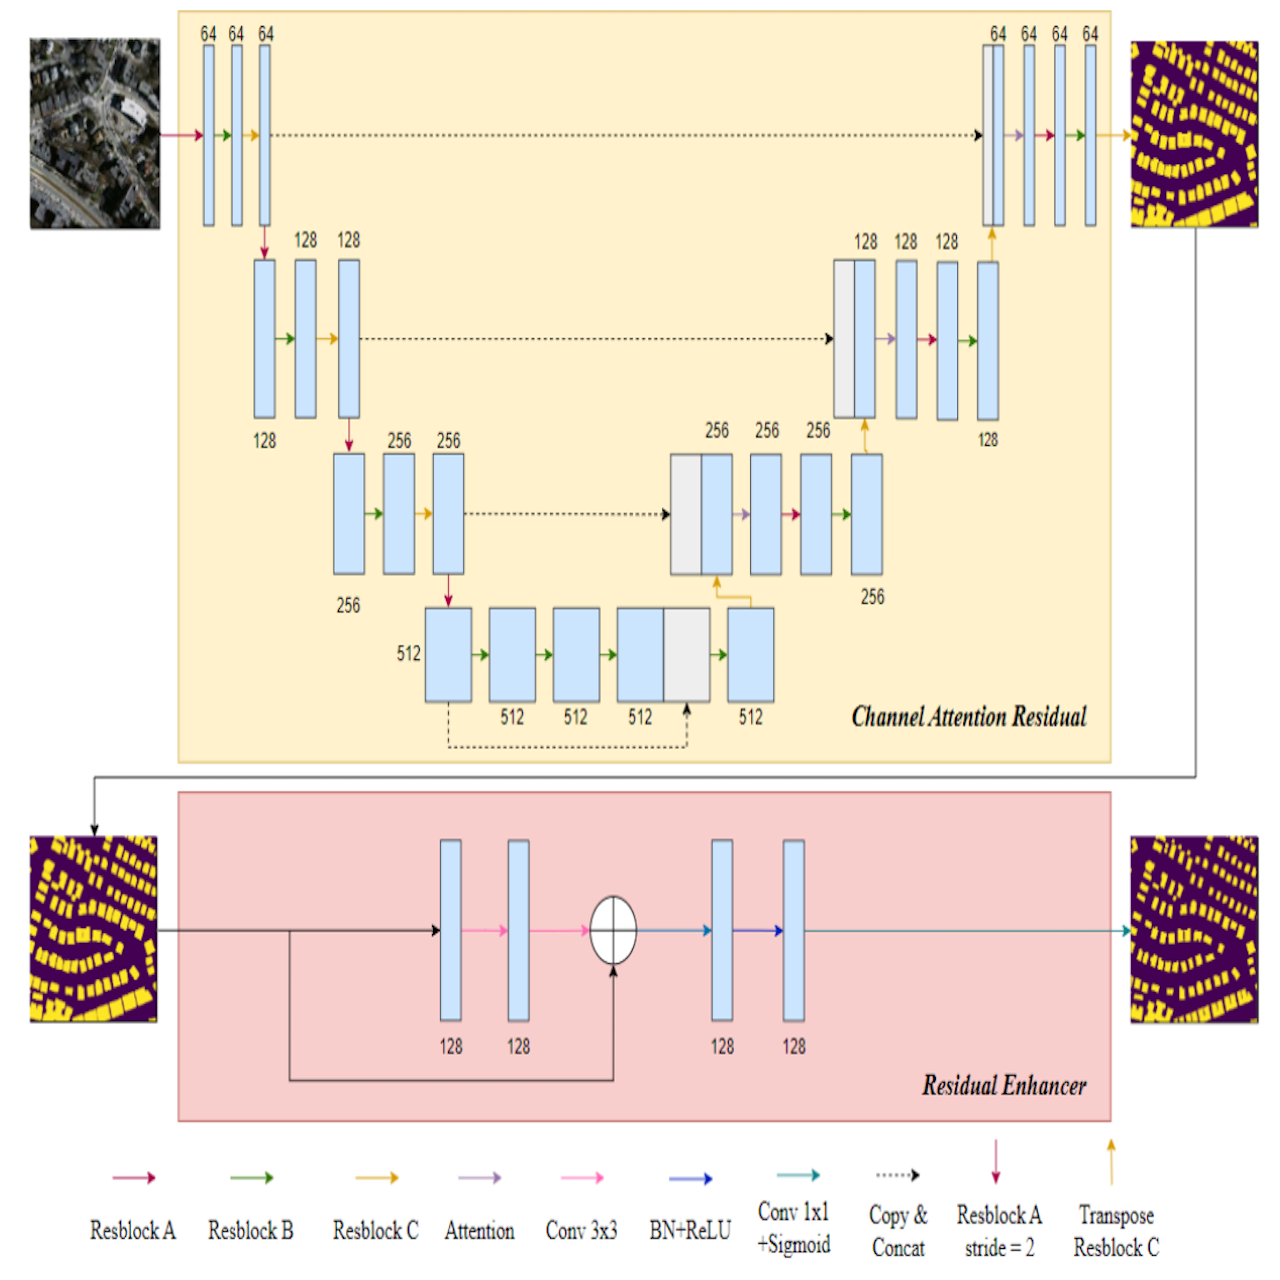 64 64 64 64 64 64 64
128 128 128 128 128
128 256 256 256 256 256 128
256 256
512
512 512 512 512
Channel Attention Residual
128 128 128 128
Residual Enhancer
Resblock A
Resblock B
Resblock C
Attention
Conv 3x3
BN+ReLU
Conv 1x1
+Sigmoid
Copy &
Concat
Resblock A
stride = 2
Transpose
Resblock C